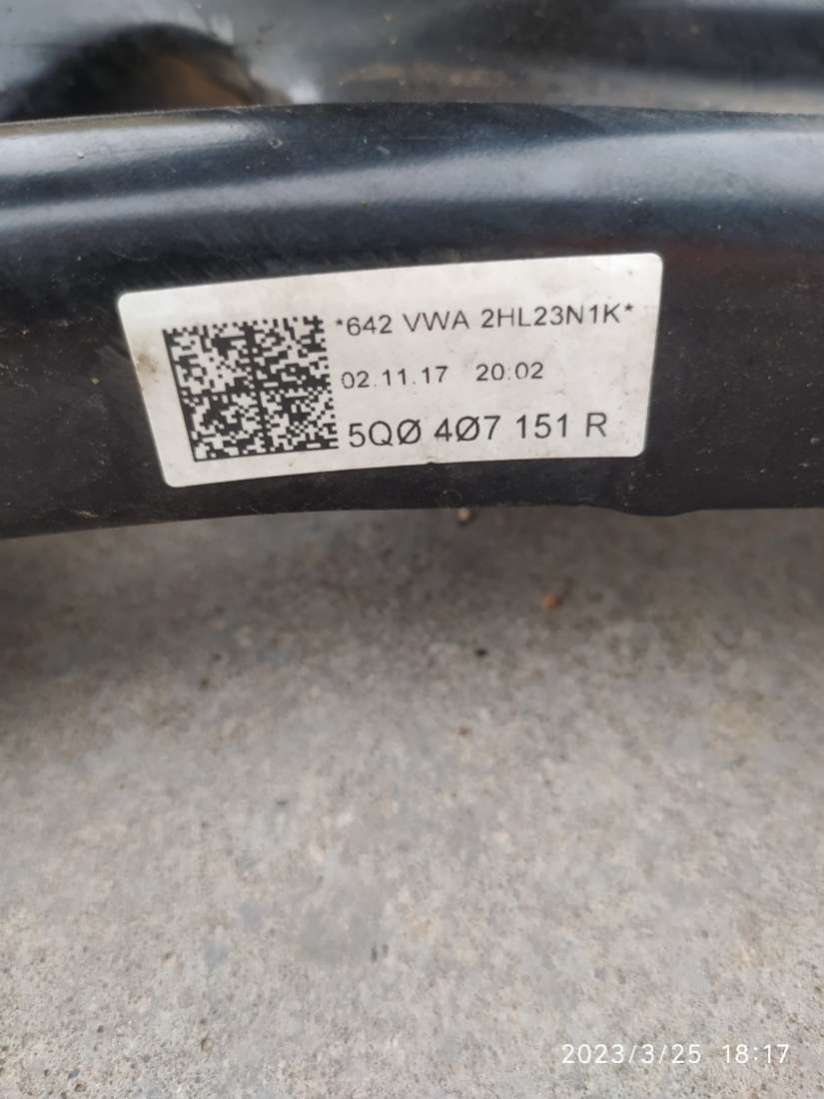 *642 VWA 2HL23N1K*
02.11.17 20:02
5QØ 4Ø7 151 R
2023/3/25 18:17